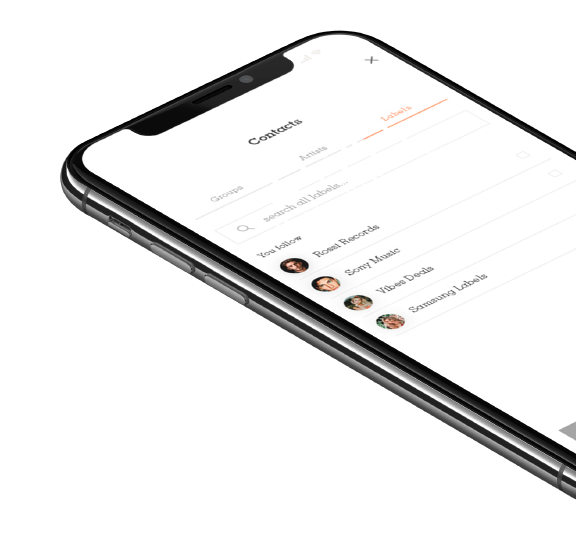 Contacts
Groups
Artists
Labels
search all labels...
You follow
Rossi Records
Sony Music
Vibes Deals
Samsung Labels